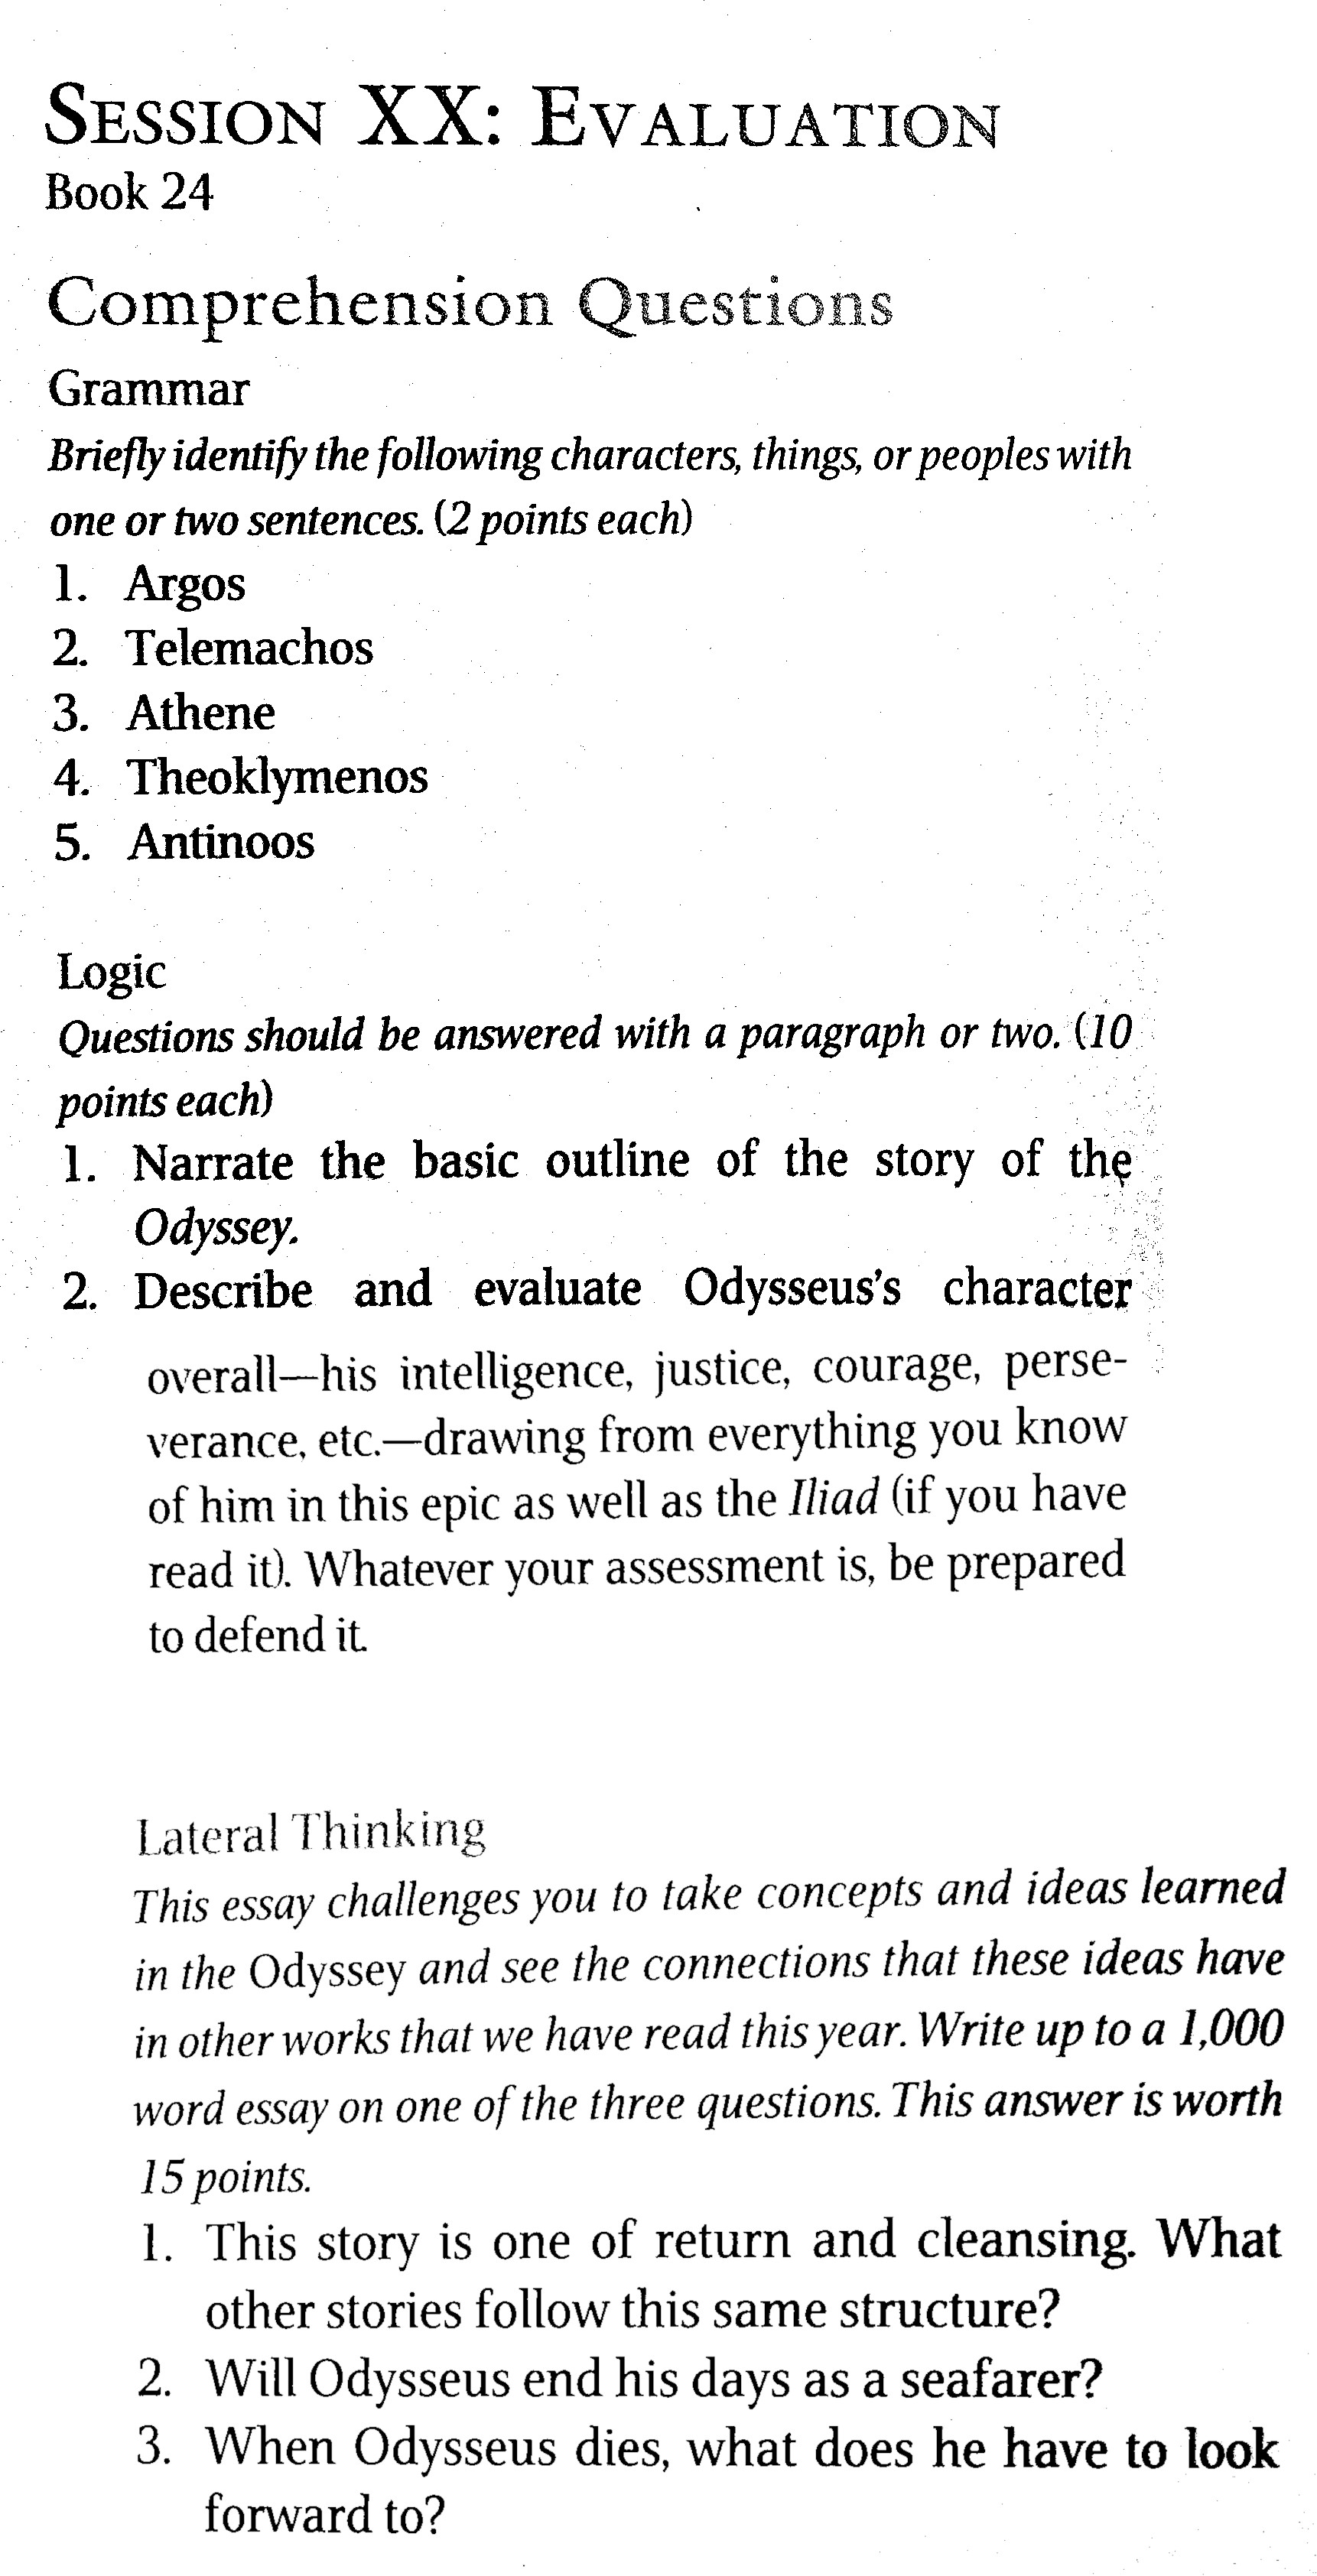 SESSION XX: EVALUATION
Book 24
Comprehension Questions
Grammar
Briefly identify the following characters, things, or peoples with
one or two sentences. (2 points each)
1. Argos
2. Telemachos
3. Athene
4. Theoklymenos
5. Antinoos
Logic
Questions should be answered with a paragraph or two. (10
points each)
1. Narrate the basic outline of the story of the
Odyssey.
2. Describe and evaluate Odysseus's character
overall—his intelligence, justice, courage, perse-
verance, etc.—drawing from everything you know
of him in this epic as well as the Iliad (if you have
read it). Whatever your assessment is, be prepared
to defend it.
Lateral Thinking
This essay challenges you to take concepts and ideas learned
in the Odyssey and see the connections that these ideas have
in other works that we have read this year. Write up to a 1,000
word essay on one of the three questions. This answer is worth
15 points.
1. This story is one of return and cleansing. What
other stories follow this same structure?
2. Will Odysseus end his days as a seafarer?
3. When Odysseus dies, what does he have to look
forward to?